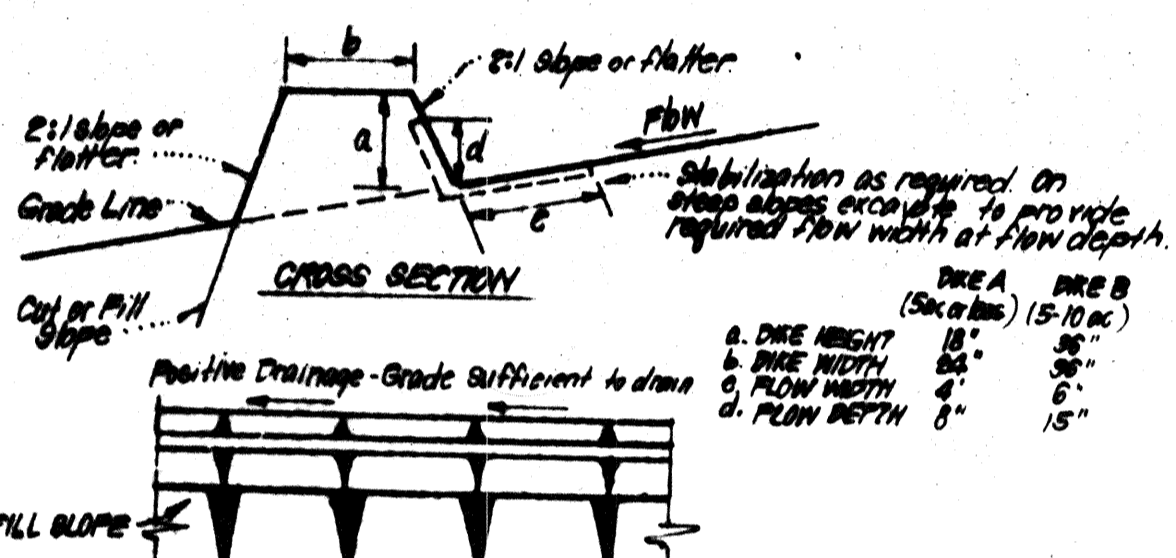 b
2:1 slope or flatter.
2:1 slope or
flatter.
a
d
Flow
Grade Line
Stabilization as required. On
steep slopes excavate to provide
required flow width at flow depth.
c
CROSS SECTION
Cut or Fill
Slope
DIKE A DIKE B
(5ac or less) (5-10 ac)
a. DIKE HEIGHT 18" 36"
b. DIKE WIDTH 24" 36"
c. FLOW WIDTH 4' 6'
d. FLOW DEPTH 8" 15"
Positive Drainage - Grade Sufficient to drain
FILL SLOPE